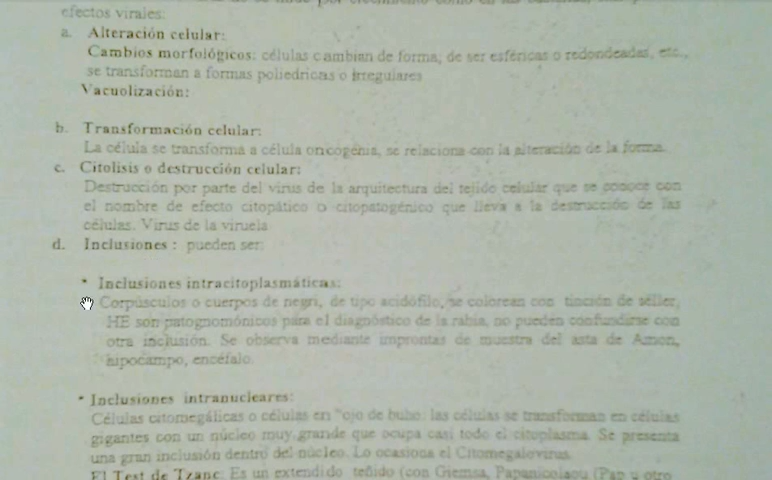 efectos virales:
a. Alteración celular:
Cambios morfológicos: células cambian de forma, de ser esféricas o redondeadas, etc.,
se transforman a formas poliedricas o irregulares
Vacuolización:
b. Transformación celular:
La célula se transforma a célula oncogénia, se relaciona con la alteración de la forma.
c. Citolisis o destrucción celular:
Destrucción por parte del virus de la arquitectura del tejido celular que se conoce con
el nombre de efecto citopático o citopatogénico que lleva a la destrucción de las
células. Virus de la viruela
d. Inclusiones : pueden ser:
* Inclusiones intracitoplasmáticas:
Corpúsculos o cuerpos de negri, de tipo acidófilo, se colorean con tinción de séller,
HE son patognomónicos para el diagnóstico de la rabia, no pueden confundirse con
otra inclusión. Se observa mediante improntas de muestra del asta de Amon,
hipocampo, encéfalo.
* Inclusiones intranucleares:
Células citomegálicas o células en "ojo de buho: las células se transforman en células
gigantes con un núcleo muy grande que ocupa casi todo el citoplasma. Se presenta
una gran inclusión dentro del núcleo. Lo ocasiona el Citomegalovirus
El Test de Tzanc: Es un extendido teñido (con Giemsa, Papanicolaou (Pap u otro